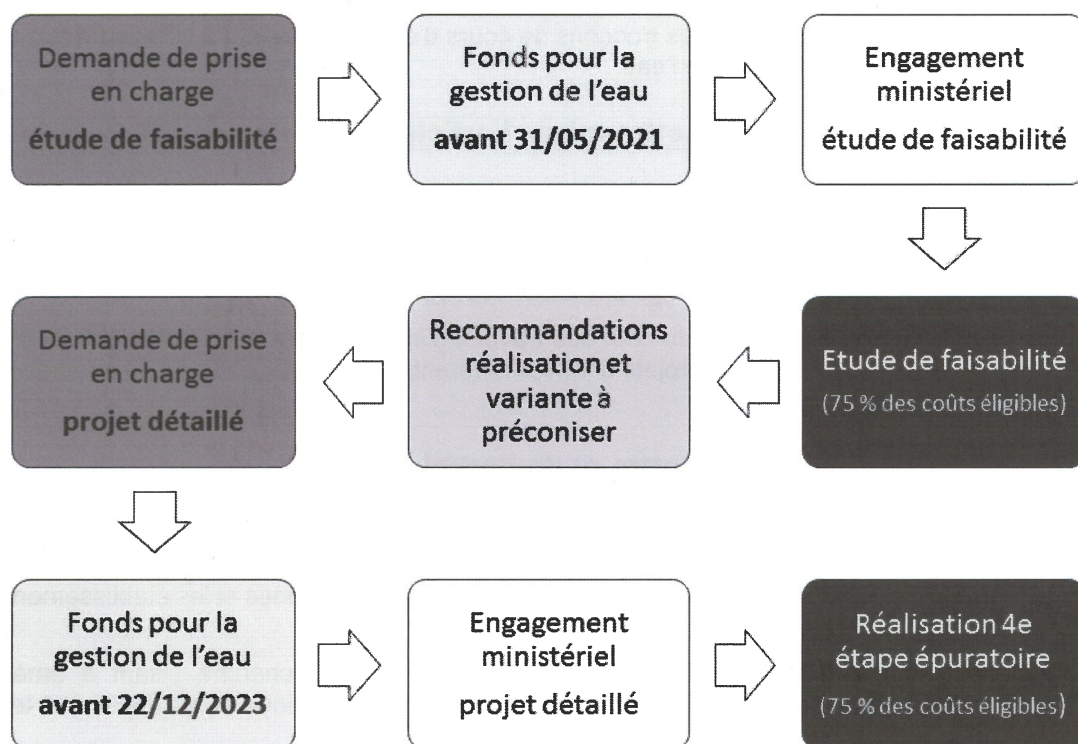 Demande de prise
en charge
étude de faisabilité
Fonds pour la
gestion de l'eau
avant 31/05/2021
Engagement
ministériel
étude de faisabilité
Etude de faisabilité
(75 % des coûts éligibles)
Recommandations
réalisation et
variante à
préconiser
Demande de prise
en charge
projet détaillé
Fonds pour la
gestion de l'eau
avant 22/12/2023
Engagement
ministériel
projet détaillé
Réalisation 4e
étape épuratoire
(75 % des coûts éligibles)